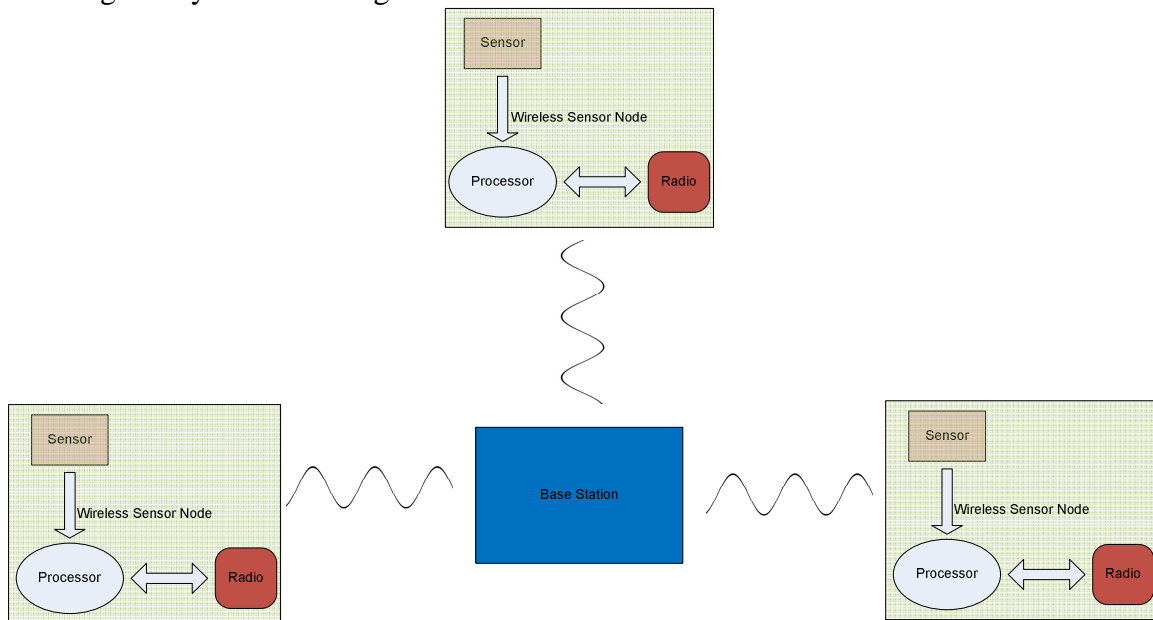 Sensor
Wireless Sensor Node
Processor
Radio
Sensor
Wireless Sensor Node
Processor
Radio
Base Station
Sensor
Wireless Sensor Node
Processor
Radio